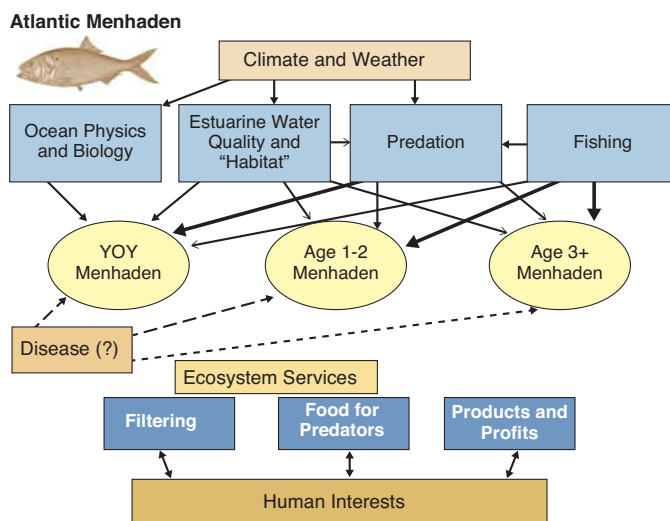 Atlantic Menhaden
Climate and Weather
Ocean Physics
and Biology
Estuarine Water
Quality and
“Habitat”
Predation
Fishing
YOY
Menhaden
Age 1-2
Menhaden
Age 3+
Menhaden
Disease (?)
Ecosystem Services
Filtering
Food for
Predators
Products and
Profits
Human Interests